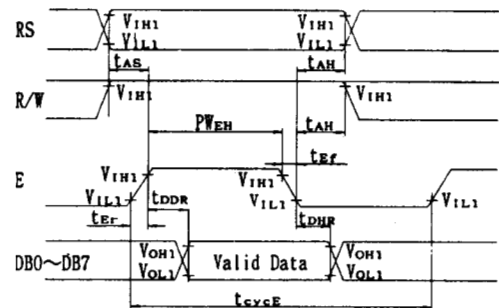 RS VIH1 VIH1
VIL1 VIL1
tAS tAH
R/W VIH1 VIH1
PWEH tAH
tEf
E VIH1 VIH1
VIL1 tDDR VIL1 VIL1
tEr tDHR
DB0~DB7 VOH1 Valid Data VOH1
VOL1 VOL1
tcycE